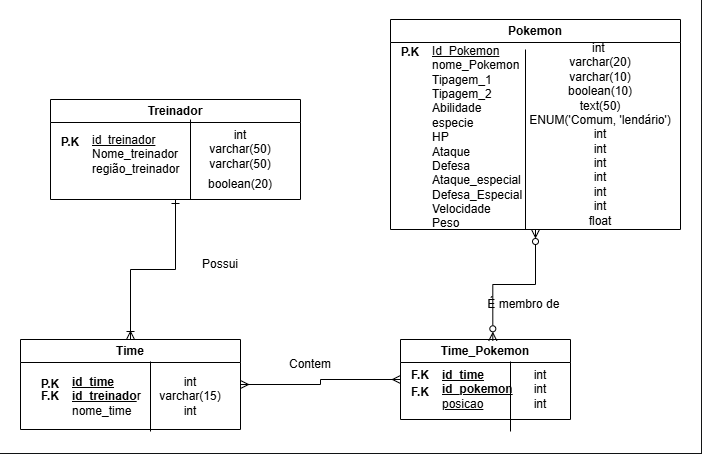 Pokemon
P.K Id_Pokemon int
nome_Pokemon varchar(20)
Tipagem_1 varchar(10)
Tipagem_2 boolean(10)
Abilidade text(50)
especie ENUM('Comum, 'lendário')
HP int
Ataque int
Defesa int
Ataque_especial int
Defesa_Especial int
Velocidade int
Peso float
Treinador
P.K id_treinador int
Nome_treinador varchar(50)
região_treinador varchar(50)
boolean(20)
Possui
É membro de
Time
P.K id_time int
F.K id_treinador varchar(15)
nome_time int
Contem
Time_Pokemon
F.K id_time int
F.K id_pokemon int
posicao int